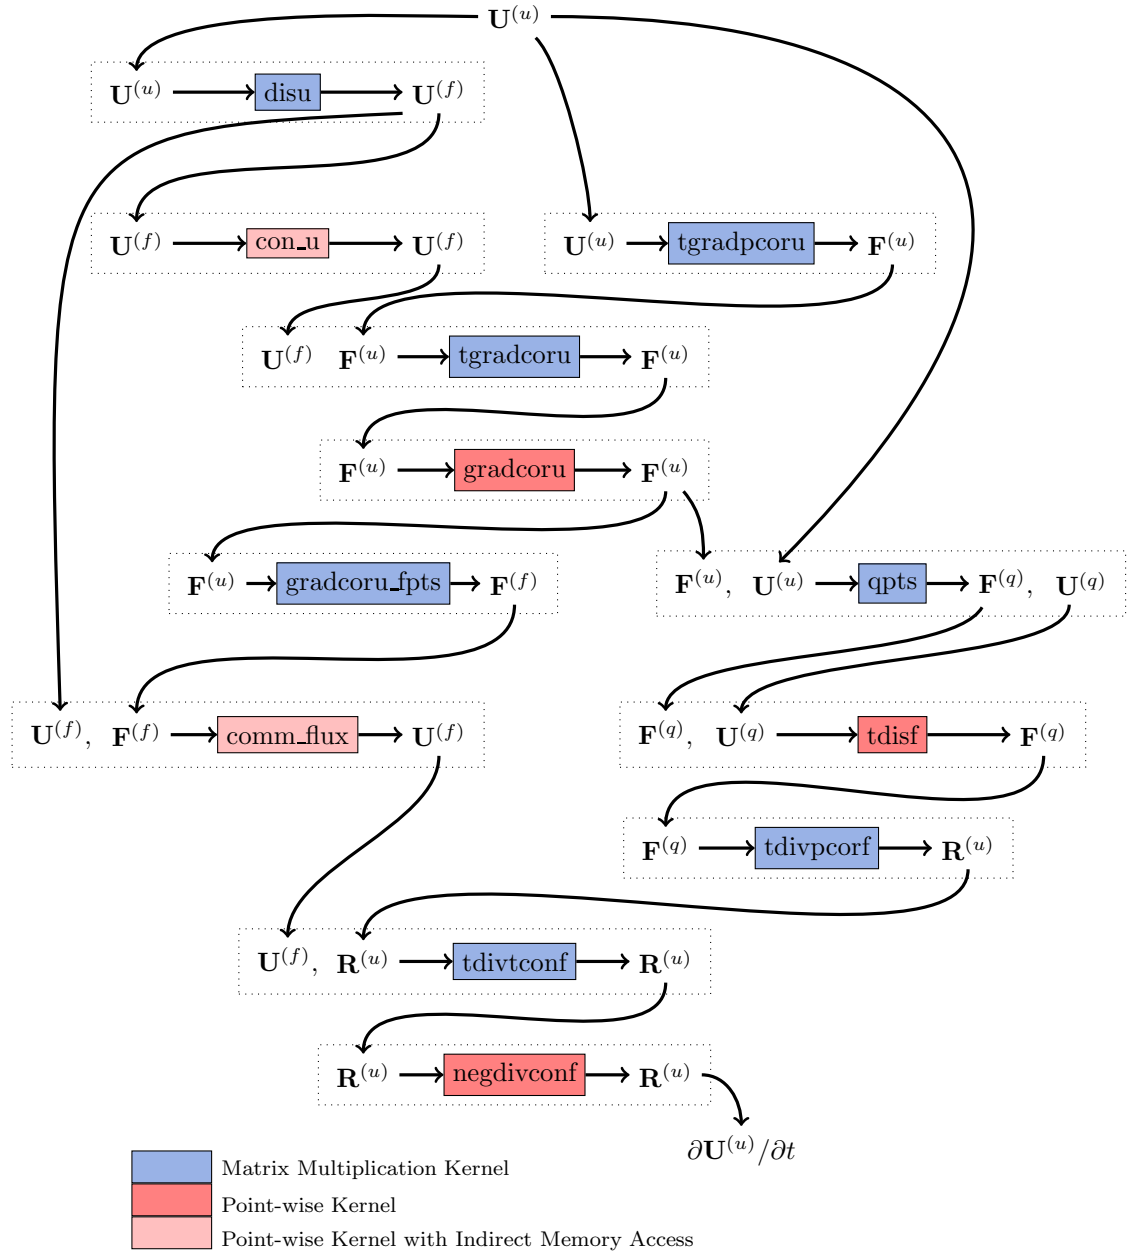 U^(u)
U^(u) disu U^(f)
U^(f) con_u U^(f)
U^(u) tgradpcoru F^(u)
U^(f) F^(u) tgradcoru F^(u)
F^(u) gradcoru F^(u)
F^(u) gradcoru_fpts F^(f)
F^(u), U^(u) qpts F^(q), U^(q)
U^(f), F^(f) comm_flux U^(f)
F^(q), U^(q) tdisf F^(q)
F^(q) tdivpcorf R^(u)
U^(f), R^(u) tdivtconf R^(u)
R^(u) negdivconf R^(u)
∂U^(u)/∂t
Matrix Multiplication Kernel
Point-wise Kernel
Point-wise Kernel with Indirect Memory Access